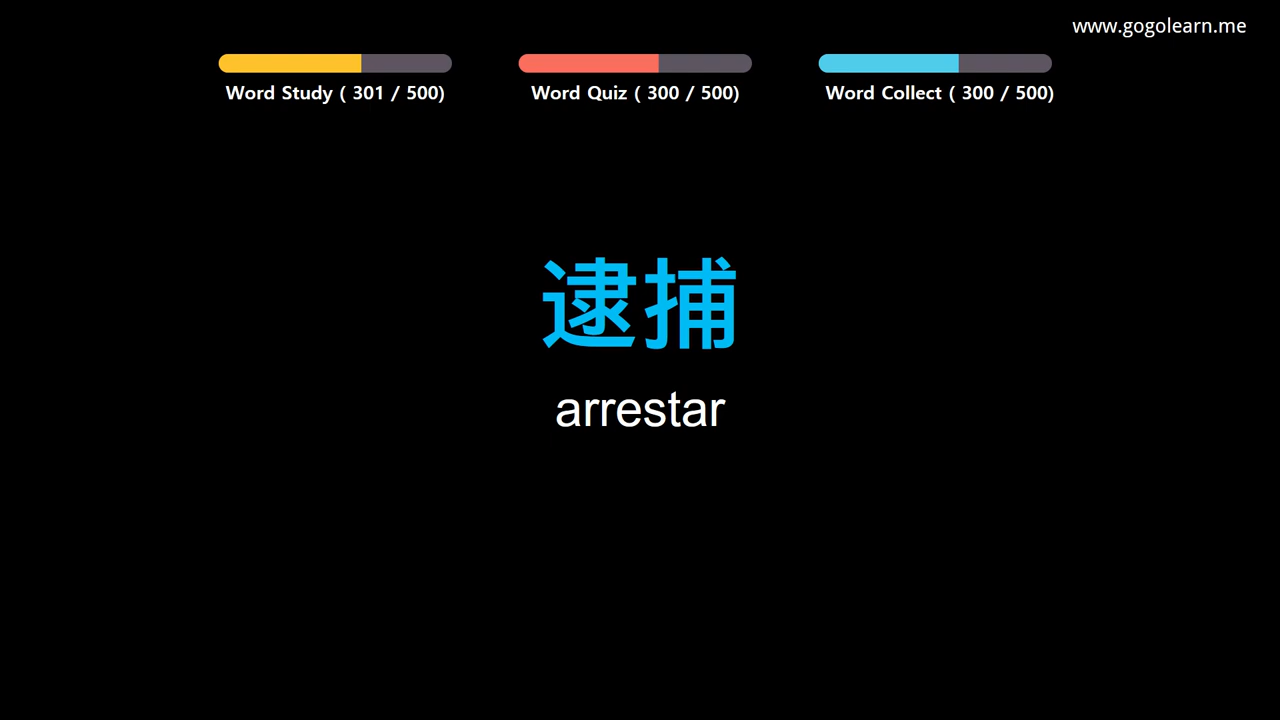 www.gogolearn.me
Word Study ( 301 / 500)
Word Quiz ( 300 / 500)
Word Collect ( 300 / 500)
逮捕
arrestar